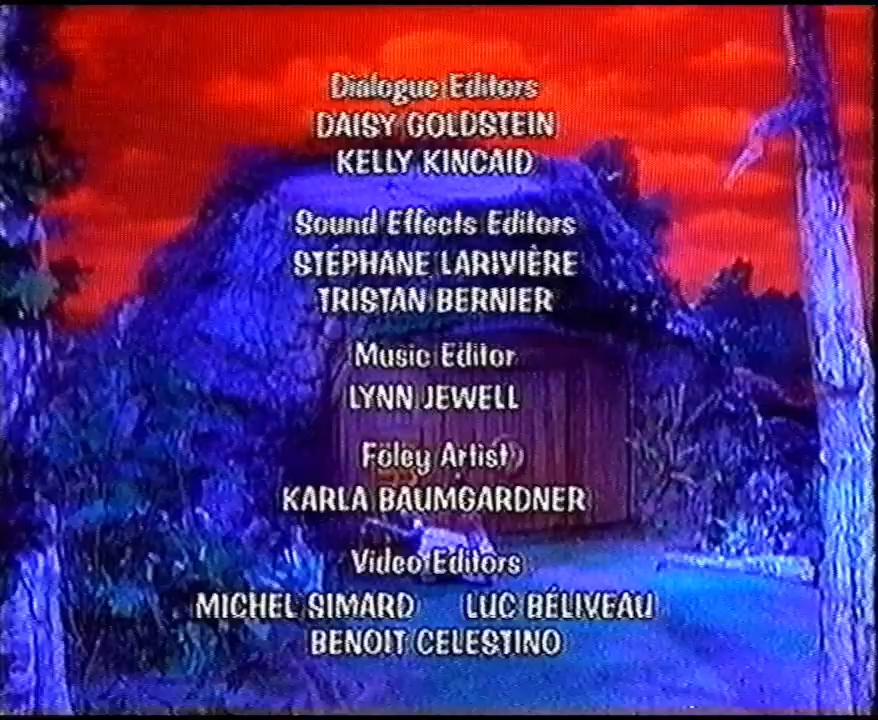 Dialogue Editors
DAISY GOLDSTEIN
KELLY KINCAID
Sound Effects Editors
STÉPHANE LARIVIÈRE
TRISTAN BERNIER
Music Editor
LYNN JEWELL
Foley Artist
KARLA BAUMGARDNER
Video Editors
MICHEL SIMARD LUC BÉLIVEAU
BENOIT CELESTINO